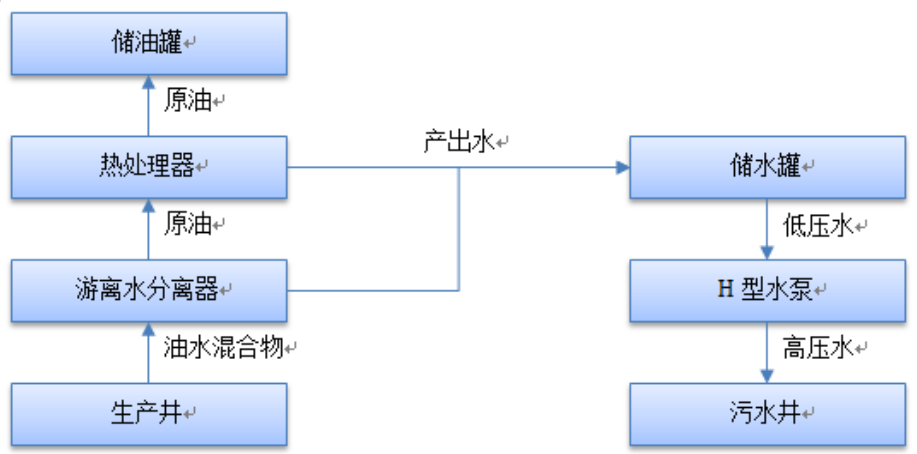 储油罐
原油
热处理器
产出水
储水罐
原油
低压水
游离水分离器
H 型水泵
油水混合物
高压水
生产井
污水井